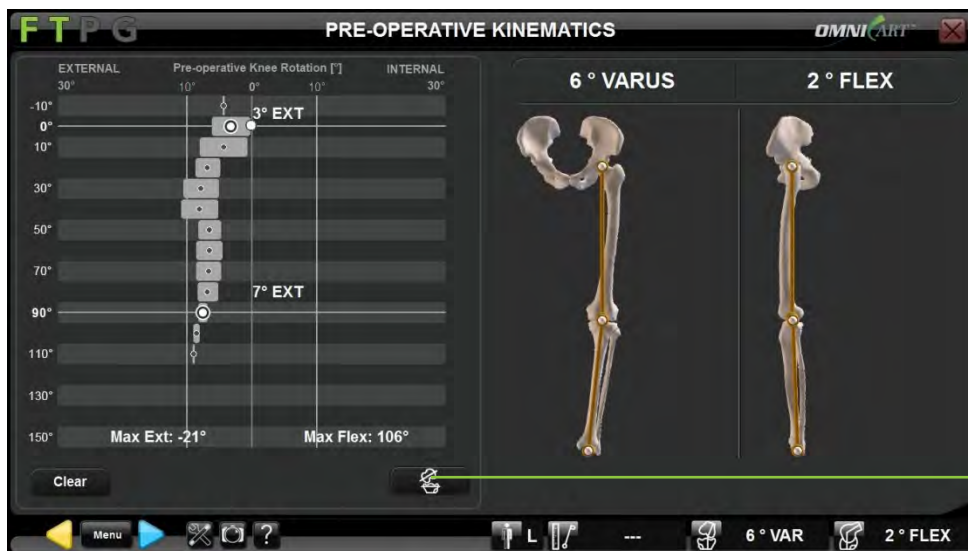 FTPG PRE-OPERATIVE KINEMATICS OMNI ART™
EXTERNAL Pre-operative Knee Rotation [°] INTERNAL
30° 10° 0° 10° 30°
-10°
3° EXT
0°
10°
30°
50°
70°
7° EXT
90°
110°
130°
150° Max Ext: -21° Max Flex: 106°
Clear
6 ° VARUS 2 ° FLEX
Menu ? L --- 6 ° VAR 2 ° FLEX